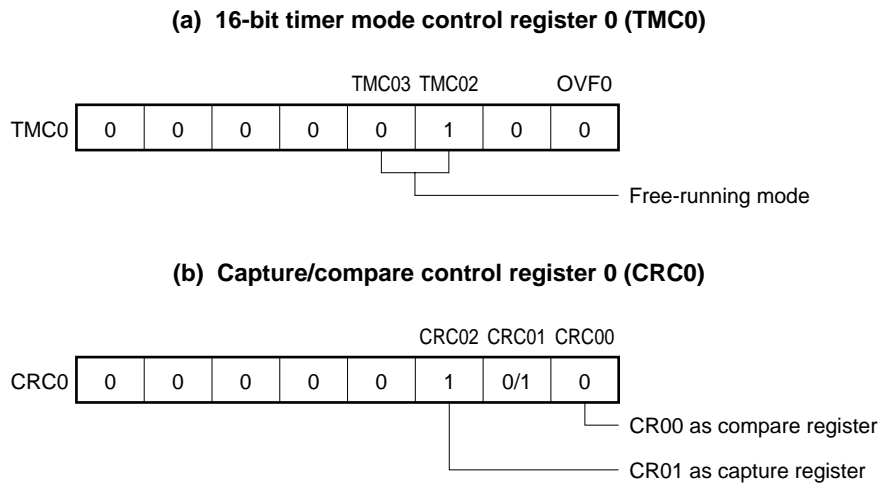 (a) 16-bit timer mode control register 0 (TMC0)
TMC03 TMC02 OVF0
TMC0 0 0 0 0 0 1 0 0
Free-running mode
(b) Capture/compare control register 0 (CRC0)
CRC02 CRC01 CRC00
CRC0 0 0 0 0 0 1 0/1 0
CR00 as compare register
CR01 as capture register